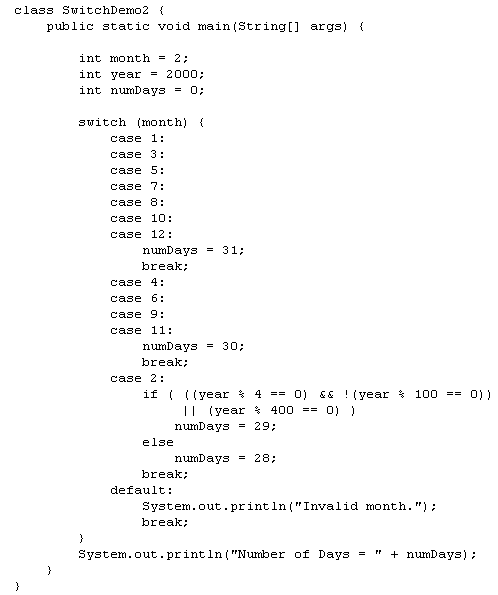 class SwitchDemo2 {
    public static void main(String[] args) {

        int month = 2;
        int year = 2000;
        int numDays = 0;

        switch (month) {
            case 1:
            case 3:
            case 5:
            case 7:
            case 8:
            case 10:
            case 12:
                numDays = 31;
                break;
            case 4:
            case 6:
            case 9:
            case 11:
                numDays = 30;
                break;
            case 2:
                if ( ((year % 4 == 0) && !(year % 100 == 0))
                     || (year % 400 == 0) )
                    numDays = 29;
                else
                    numDays = 28;
                break;
            default:
                System.out.println("Invalid month.");
                break;
        }
        System.out.println("Number of Days = " + numDays);
    }
}